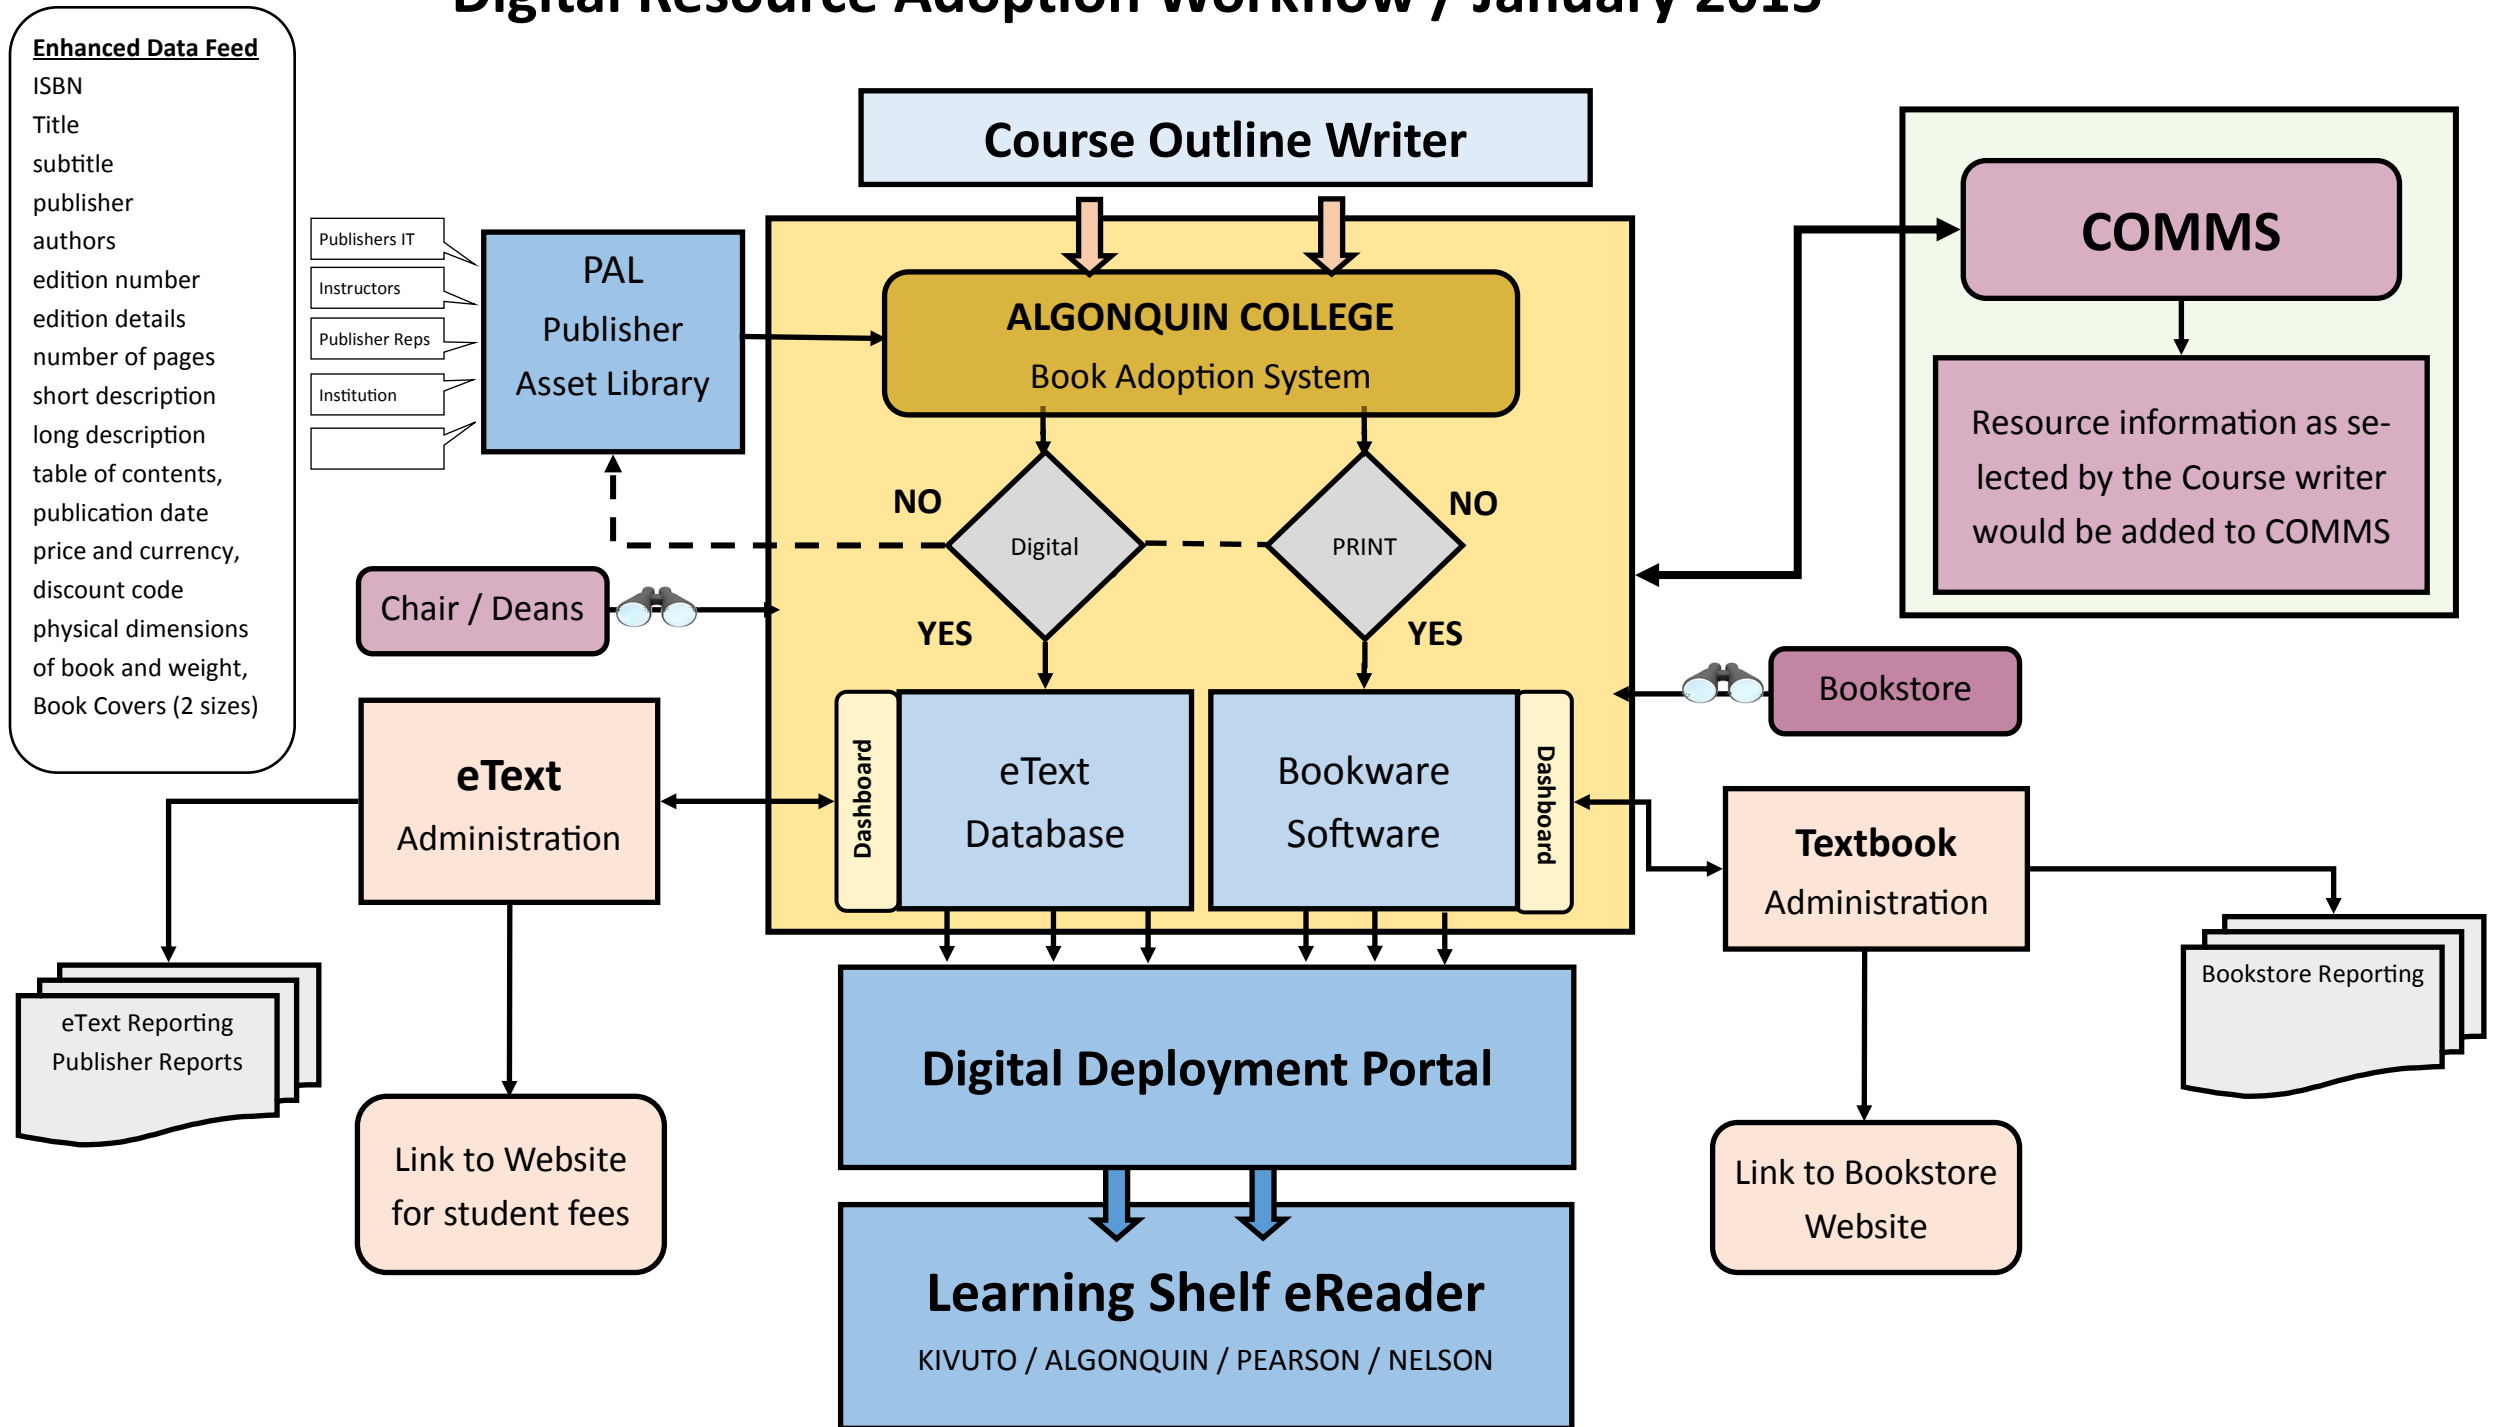 Digital Resource Adoption Workflow / January 2015
Enhanced Data Feed
ISBN
Title
subtitle
publisher
authors
edition number
edition details
number of pages
short description
long description
table of contents,
publication date
price and currency,
discount code
physical dimensions
of book and weight,
Book Covers (2 sizes)
Publishers IT
Instructors
Publisher Reps
Institution
PAL
Publisher
Asset Library
Course Outline Writer
ALGONQUIN COLLEGE
Book Adoption System
COMMS
Resource information as se-
lected by the Course writer
would be added to COMMS
NO
Digital
YES
NO
PRINT
YES
Chair / Deans
Bookstore
eText
Administration
Dashboard
eText
Database
Bookware
Software
Dashboard
Textbook
Administration
eText Reporting
Publisher Reports
Bookstore Reporting
Link to Website
for student fees
Digital Deployment Portal
Link to Bookstore
Website
Learning Shelf eReader
KIVUTO / ALGONQUIN / PEARSON / NELSON